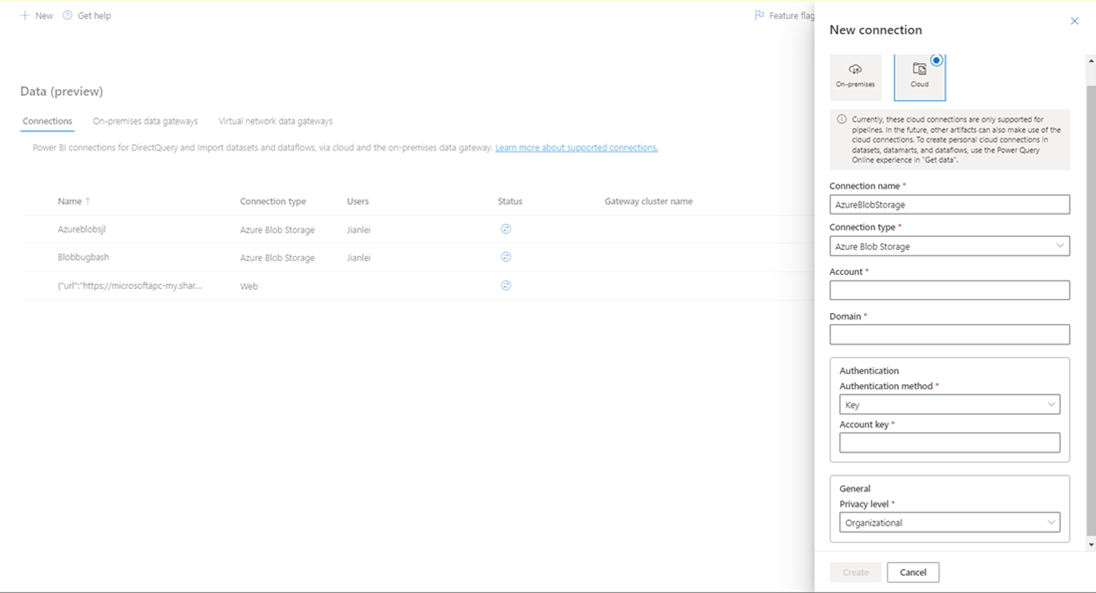 New
Get help
Feature flag
Data (preview)
Connections
On-premises data gateways
Virtual network data gateways
Power BI connections for DirectQuery and Import datasets and dataflows, via cloud and the on-premises data gateway. Learn more about supported connections.
Name ↑
Connection type
Users
Status
Gateway cluster name
Azureblobsjl
Azure Blob Storage
Jianlei
Blobbugbash
Azure Blob Storage
Jianlei
{"url":"https://microsoftapc-my.shar...
Web
New connection
On-premises
Cloud
Currently, these cloud connections are only supported for
pipelines. In the future, other artifacts can also make use of the
cloud connections. To create personal cloud connections in
datasets, datamarts, and dataflows, use the Power Query
Online experience in "Get data".
Connection name *
AzureBlobStorage
Connection type *
Azure Blob Storage
Account *
Domain *
Authentication
Authentication method *
Key
Account key *
General
Privacy level *
Organizational
Create
Cancel